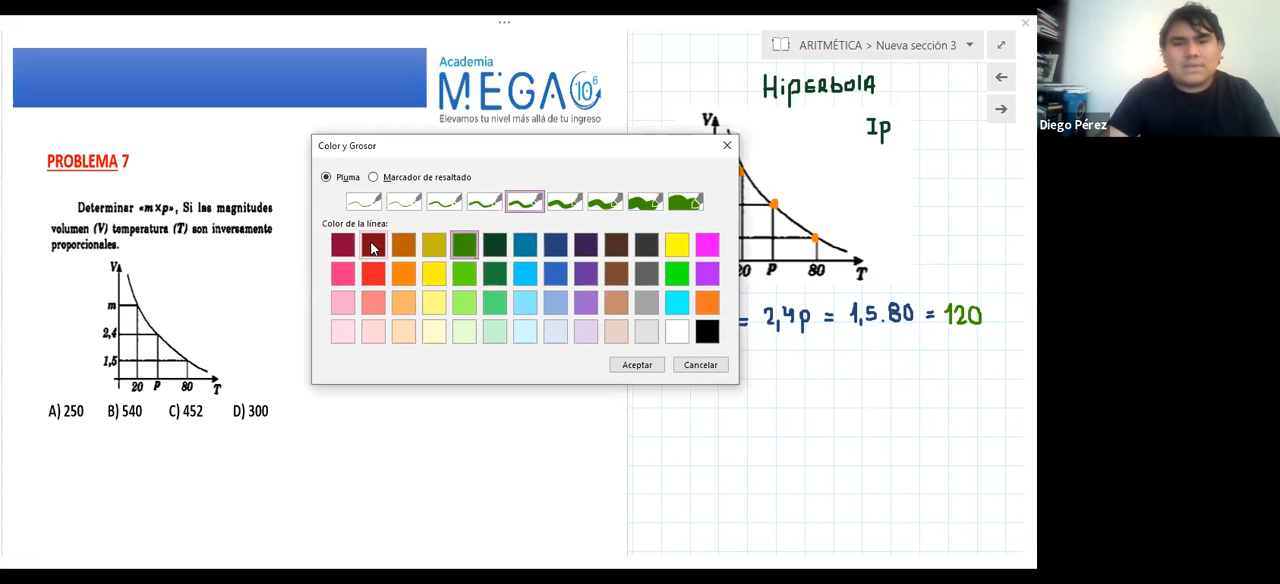 Academia
MEGA 10⁶
Elevamos tu nivel más allá de tu ingreso
PROBLEMA 7
Determinar «m×p», Si las magnitudes
volumen (V) temperatura (T) son inversamente
proporcionales.
V
m
2,4
1,5
20 P 80 T
A) 250 B) 540 C) 452 D) 300
Color y Grosor
Pluma Marcador de resaltado
Color de la línea:
Aceptar Cancelar
ARITMÉTICA > Nueva sección 3
HipERbolA
Ip
V
20 P 80 T
= 2,4p = 1,5.80 = 120
Diego Pérez